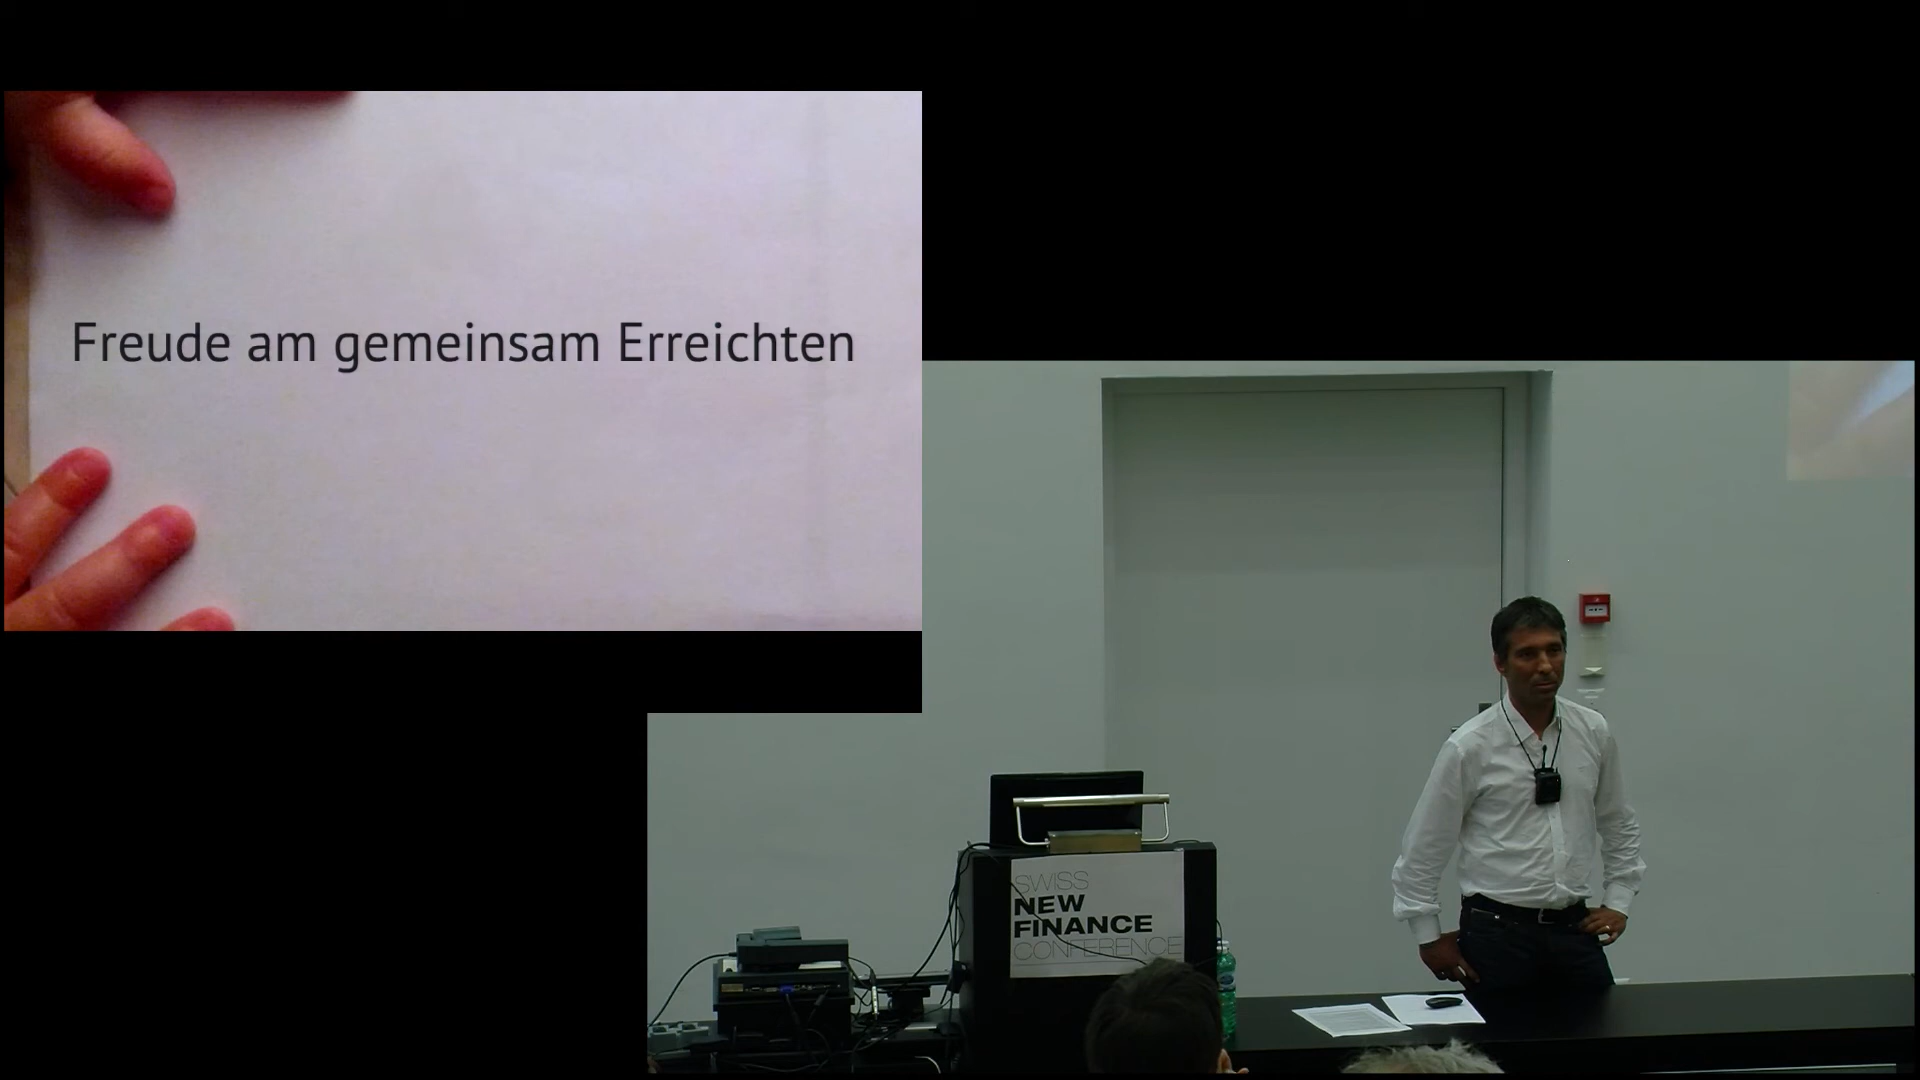 Freude am gemeinsam Erreichten
SWISS
NEW
FINANCE
CONFERENCE